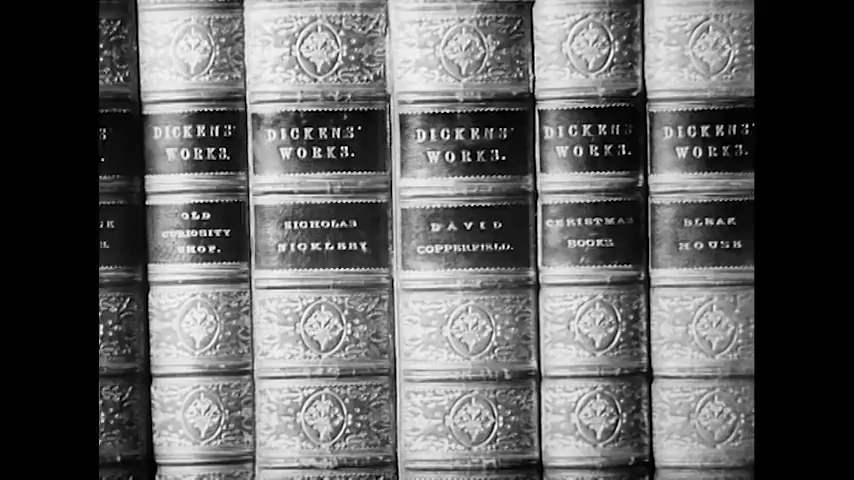 DICKENS'
WORKS.
OLD
CURIOSITY
SHOP.
DICKENS'
WORKS.
NICHOLAS
NICKLEBY
DICKENS'
WORKS.
DAVID
COPPERFIELD.
DICKENS'
WORKS.
CHRISTMAS
BOOKS
DICKENS'
WORKS.
BLEAK
HOUSE